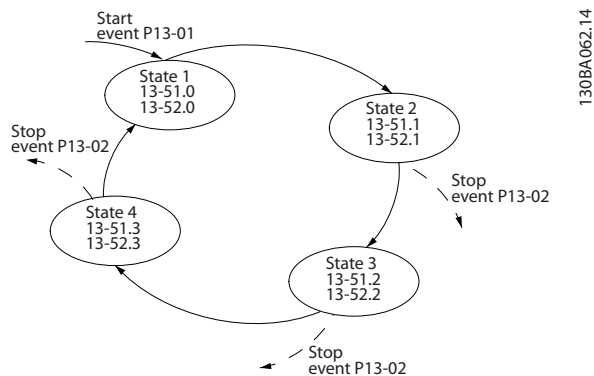 Start
event P13-01
State 1
13-51.0
13-52.0
State 2
13-51.1
13-52.1
Stop
event P13-02
State 3
13-51.2
13-52.2
Stop
event P13-02
State 4
13-51.3
13-52.3
Stop
event P13-02
130BA062.14